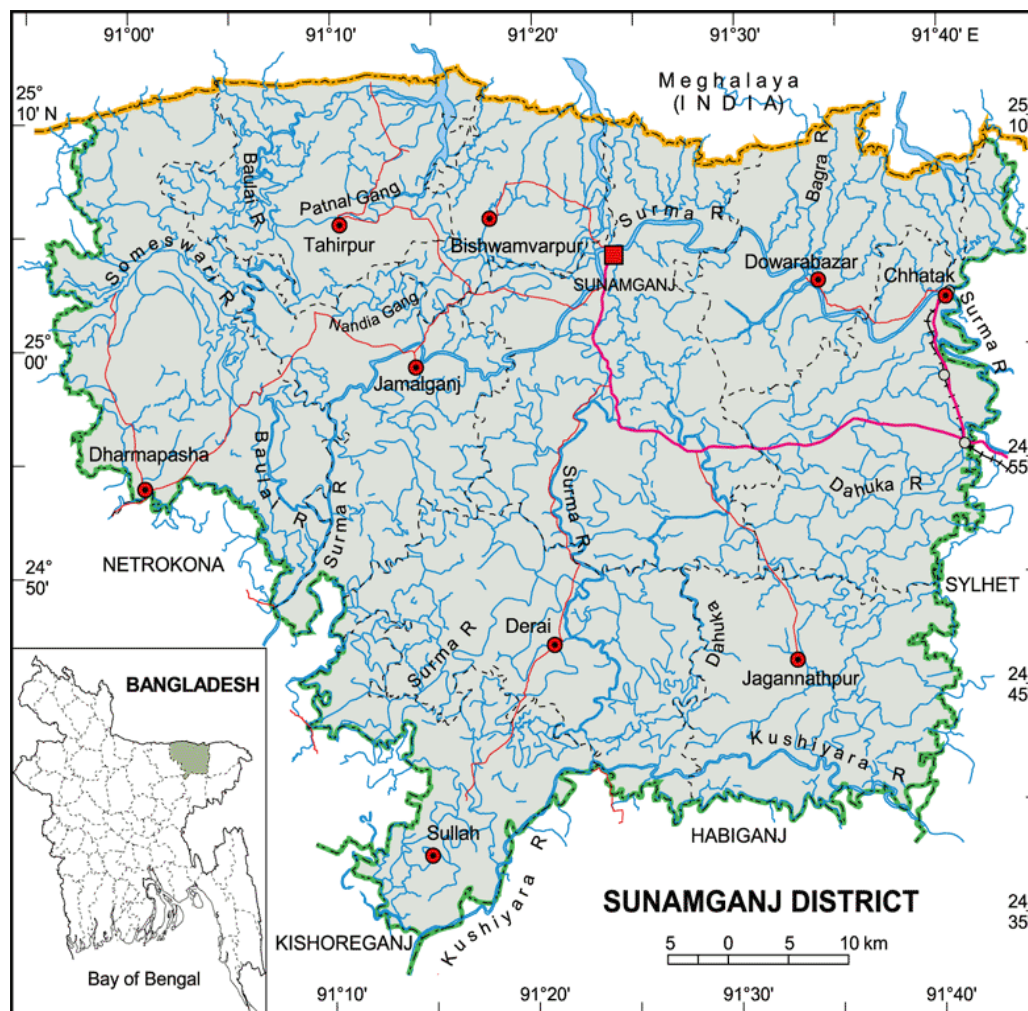 91°00'
91°10'
91°20'
91°30'
91°40' E
25°
10' N
25
10'
Meghalaya
(INDIA)
Baulai R
Patnal Gang
Tahirpur
Bishwamvarpur
Surma R
Bagra R
SUNAMGANJ
Dowarabazar
Chhatak
Someswari R
Nandia Gang
Surma R
25°
00'
Jamalganj
Dharmapasha
Baulai R
Surma R
Surma R
Dahuka R
24°
55'
NETROKONA
24°
50'
SYLHET
Derai
Surma R
Dahuka
Jagannathpur
24
45'
BANGLADESH
Kushiyara R
Sullah
HABIGANJ
Kushiyara R
SUNAMGANJ DISTRICT
24
35'
KISHOREGANJ
5 0 5 10 km
Bay of Bengal
91°10'
91°20'
91°30'
91°40'